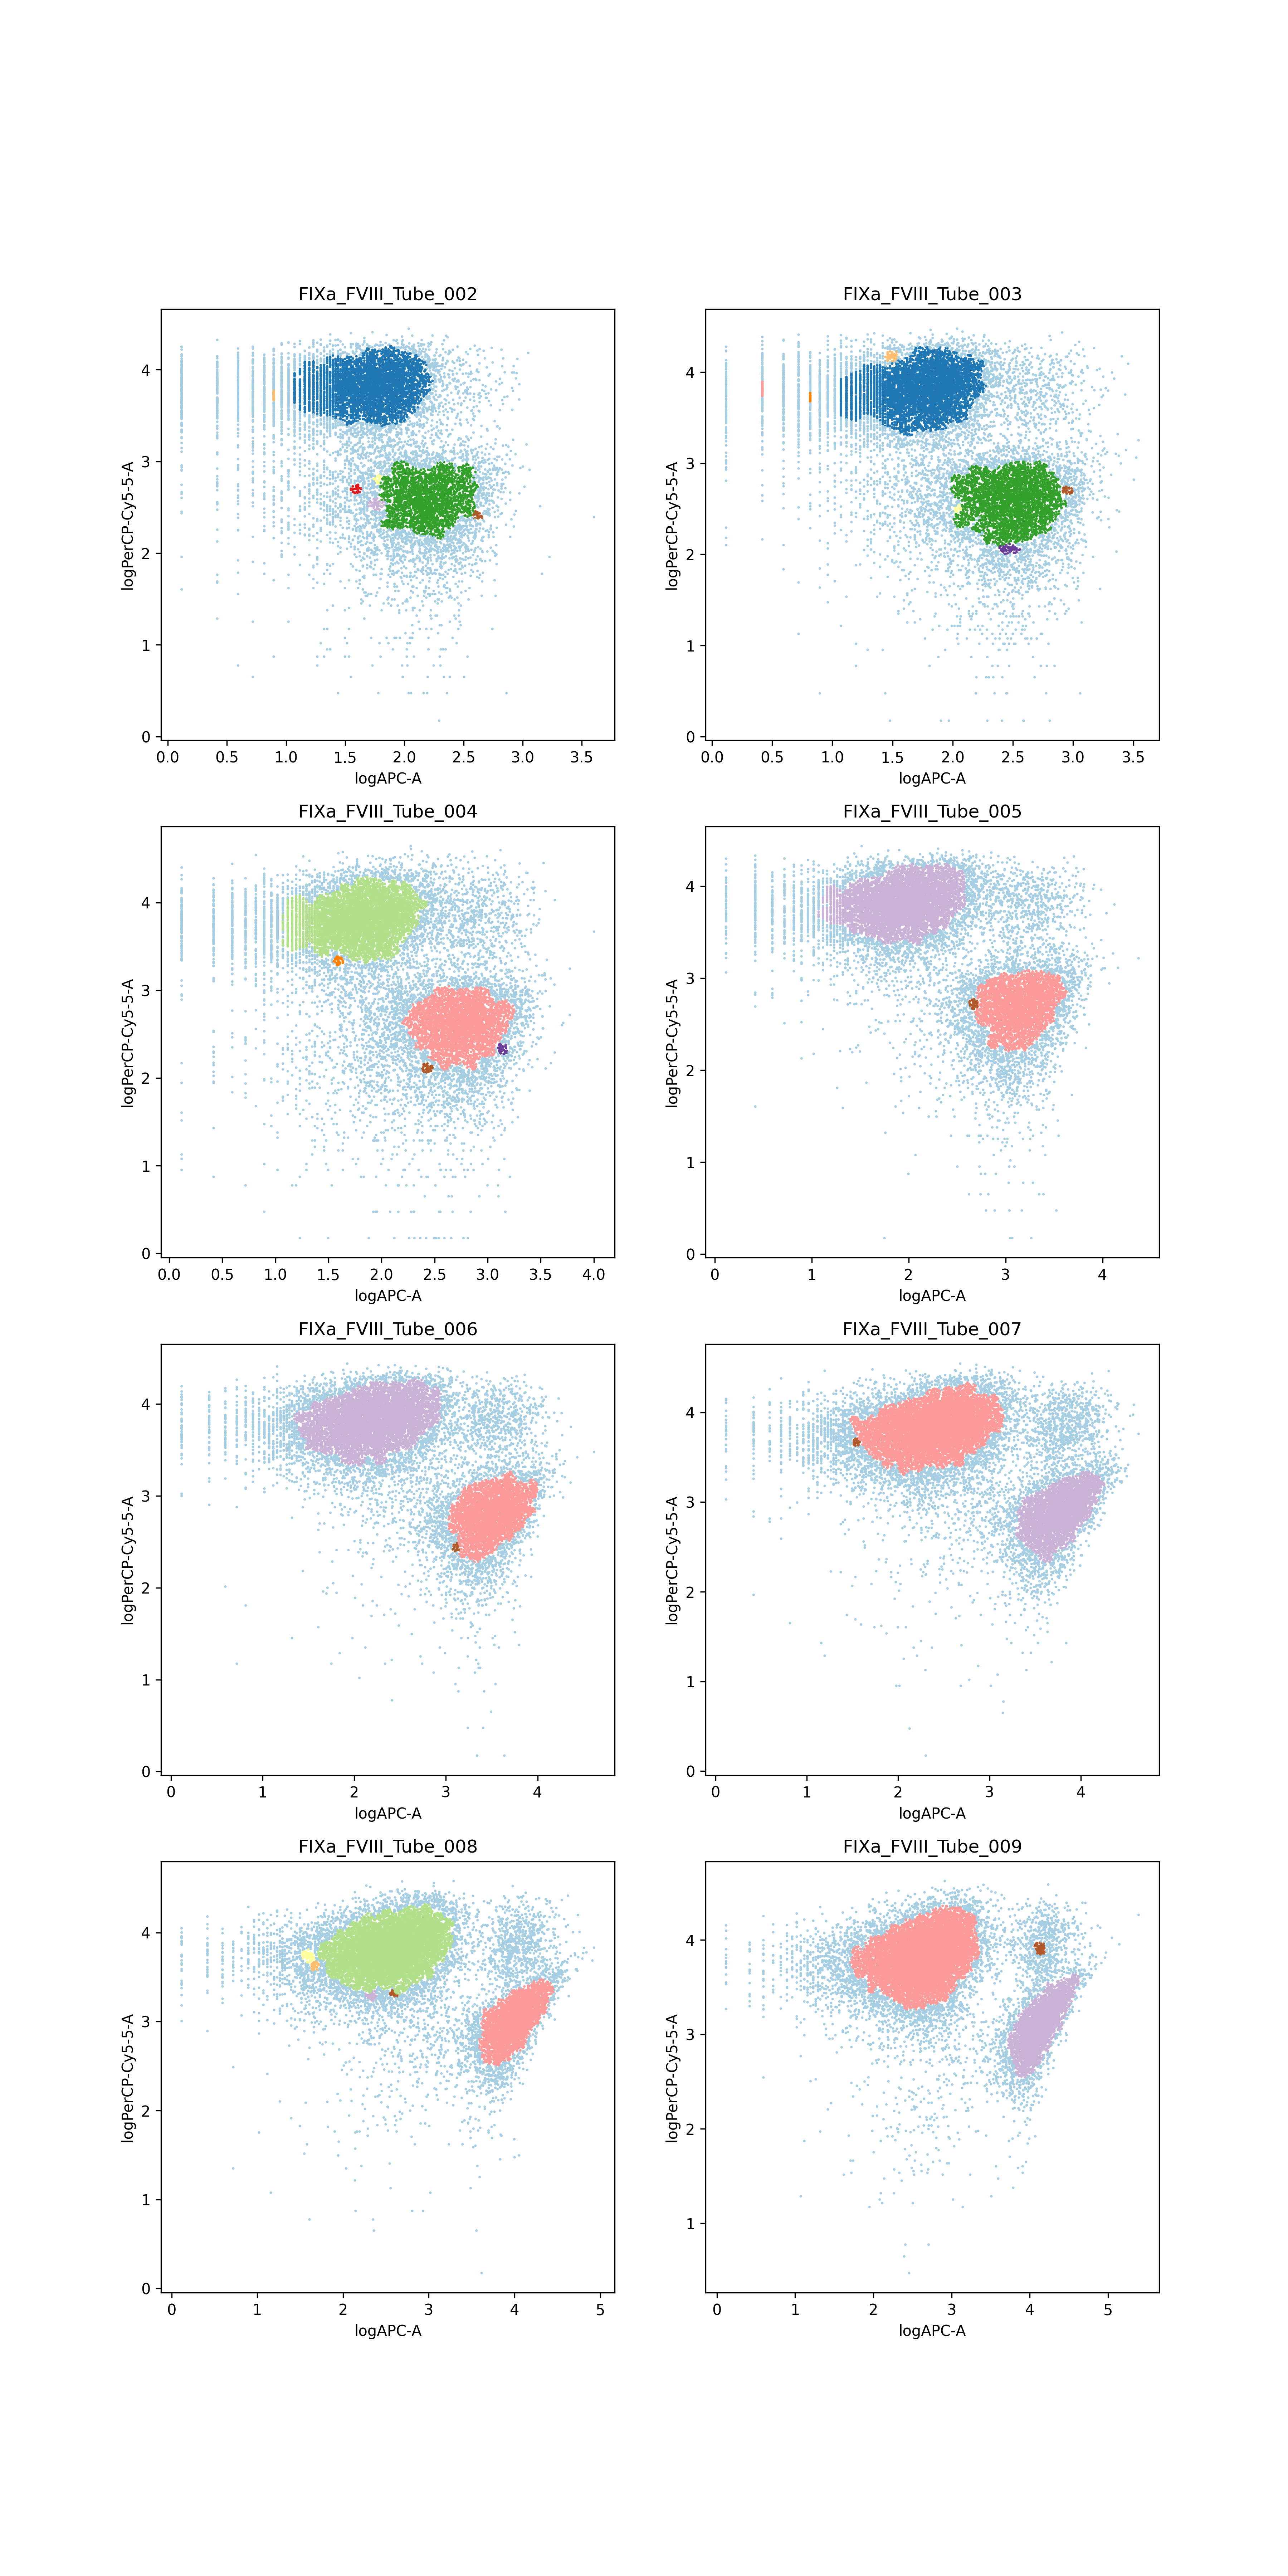 FIXa_FVIII_Tube_002
logPerCP-Cy5-5-A
4
3
2
1
0
0.0 0.5 1.0 1.5 2.0 2.5 3.0 3.5
logAPC-A
FIXa_FVIII_Tube_003
logPerCP-Cy5-5-A
4
3
2
1
0
0.0 0.5 1.0 1.5 2.0 2.5 3.0 3.5
logAPC-A
FIXa_FVIII_Tube_004
logPerCP-Cy5-5-A
4
3
2
1
0
0.0 0.5 1.0 1.5 2.0 2.5 3.0 3.5 4.0
logAPC-A
FIXa_FVIII_Tube_005
logPerCP-Cy5-5-A
4
3
2
1
0
0 1 2 3 4
logAPC-A
FIXa_FVIII_Tube_006
logPerCP-Cy5-5-A
4
3
2
1
0
0 1 2 3 4
logAPC-A
FIXa_FVIII_Tube_007
logPerCP-Cy5-5-A
4
3
2
1
0
0 1 2 3 4
logAPC-A
FIXa_FVIII_Tube_008
logPerCP-Cy5-5-A
4
3
2
1
0
0 1 2 3 4 5
logAPC-A
FIXa_FVIII_Tube_009
logPerCP-Cy5-5-A
4
3
2
1
0 1 2 3 4 5
logAPC-A